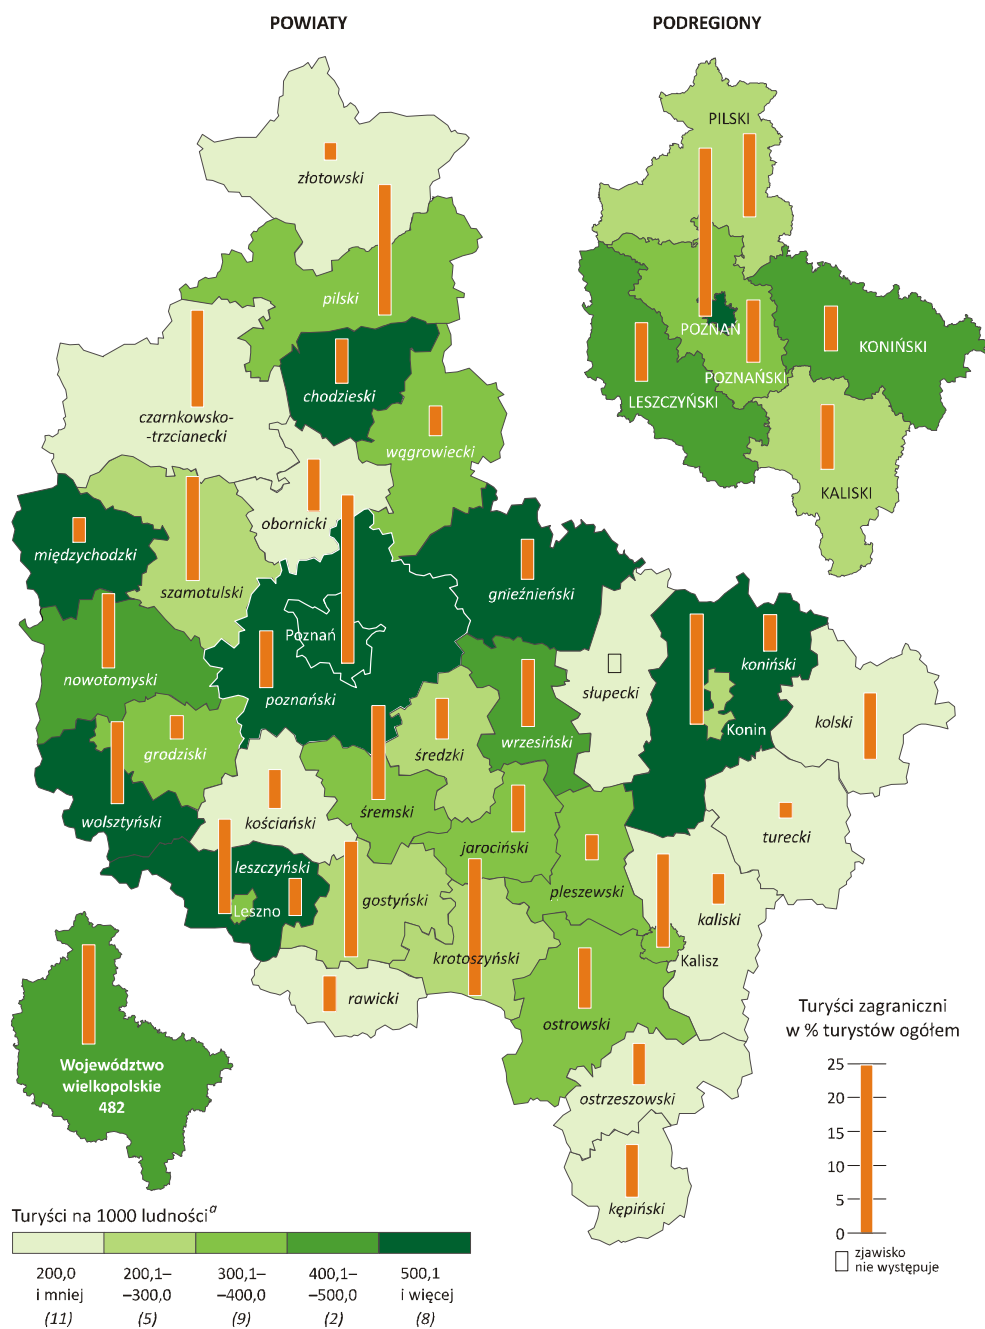 POWIATY
PODREGIONY
złotowski
pilski
chodzieski
czarnkowsko-
-trzcianecki
wągrowiecki
obornicki
międzychodzki
szamotulski
gnieźnieński
Poznań
poznański
nowotomyski
słupecki
koniński
Konin
kolski
grodziski
średzki
wrzesiński
wolsztyński
kościański
śremski
jarociński
turecki
leszczyński
Leszno
gostyński
pleszewski
kaliski
Kalisz
krotoszyński
rawicki
ostrowski
ostrzeszowski
kępiński
PILSKI
POZNAŃ
POZNAŃSKI
KONIŃSKI
LESZCZYŃSKI
KALISKI
Województwo
wielkopolskie
482
Turyści zagraniczni
w % turystów ogółem
25
20
15
10
5
0
zjawisko
nie występuje
Turyści na 1000 ludności<sup>a</sup>
200,0 200,1– 300,1– 400,1– 500,1
i mniej –300,0 –400,0 –500,0 i więcej
(11) (5) (9) (2) (8)